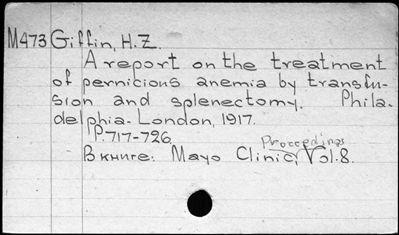 M473 Giffin, H.Z.
A report on the treatment
of pernicious anemia by transfu-
sion and splenectomy. Phila-
delphia-London, 1917.
P. 717-726.
Proceedings
В книге: Mayo Clinic, Vol. 8.